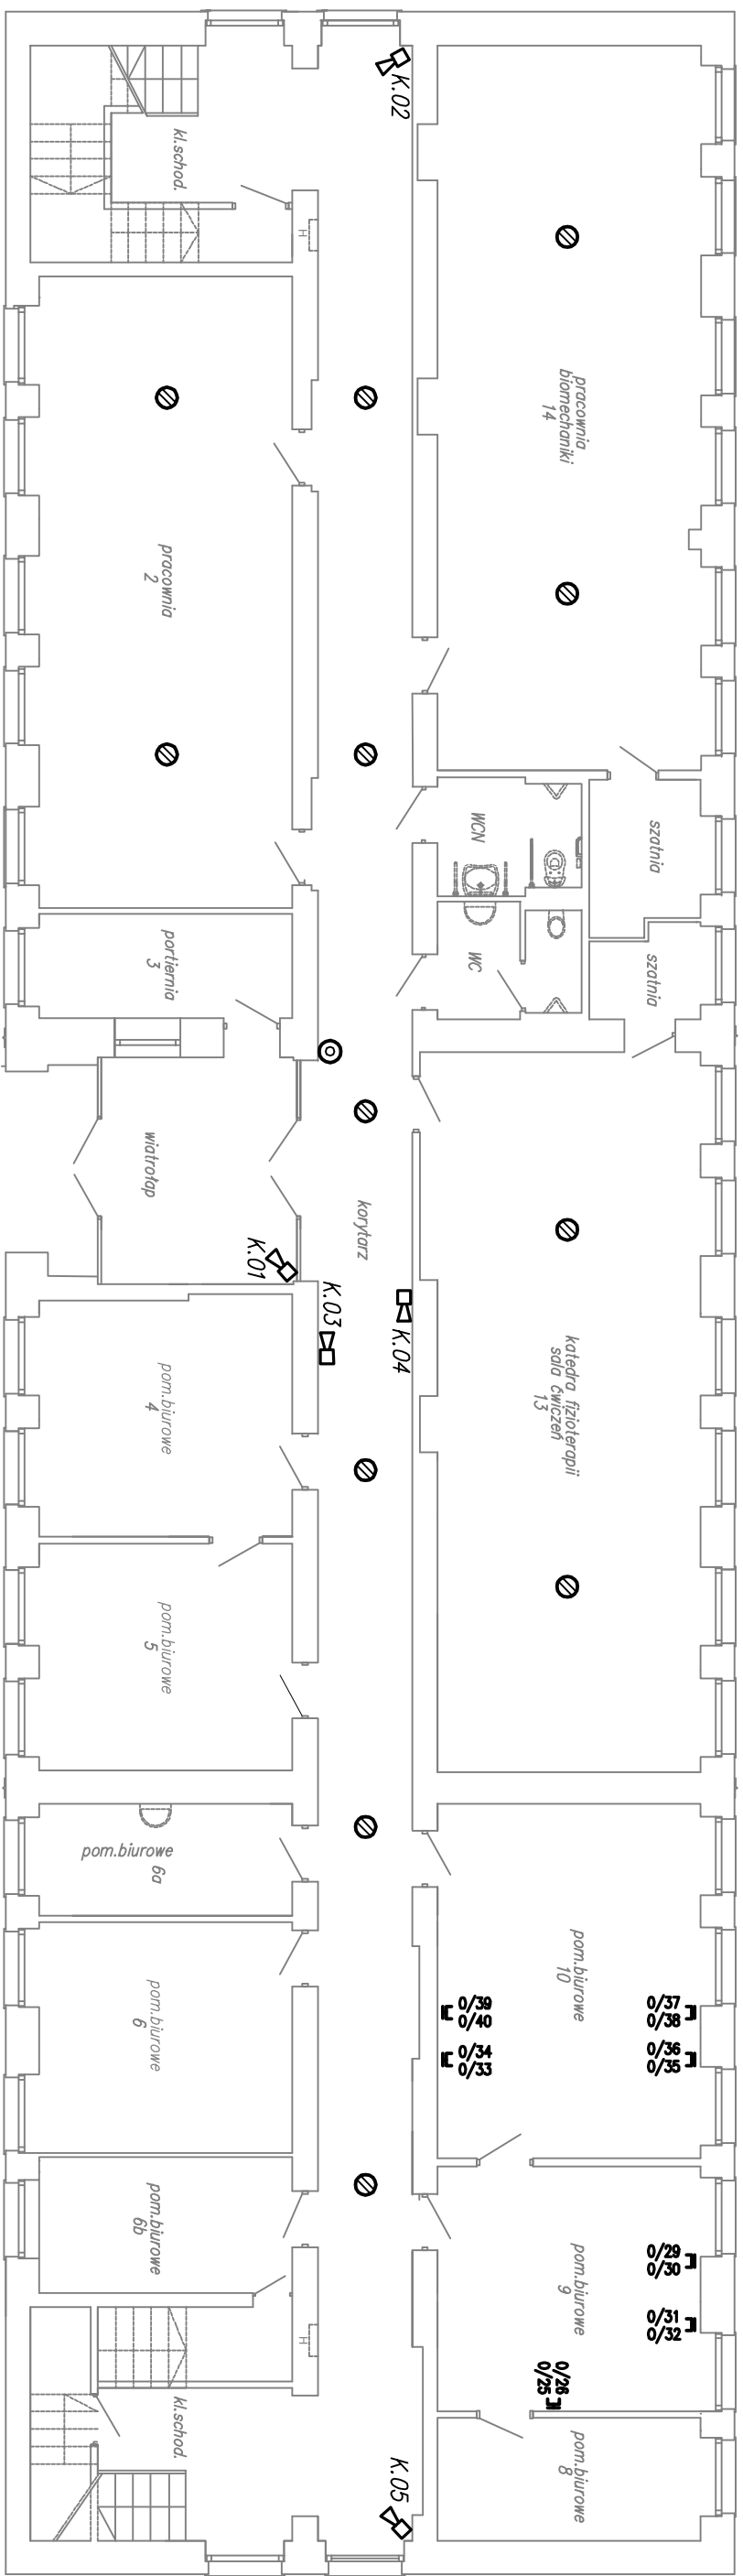 K.02
kl.schod.
H
pracownia
biomechaniki
14
pracownia
2
WCN
szatnia
portiernia
3
WC
szatnia
wiatrołap
korytarz
K.01
K.03
K.04
katedra fizjoterapii
sala ćwiczeń
13
pom.biurowe
4
pom.biurowe
5
pom.biurowe
6a
pom.biurowe
10
pom.biurowe
6
0/39
0/40
0/37
0/38
0/34
0/33
0/36
0/35
pom.biurowe
6b
pom.biurowe
9
0/29
0/30
0/31
0/32
0/26
0/25
H
kl.schod.
pom.biurowe
8
K.05